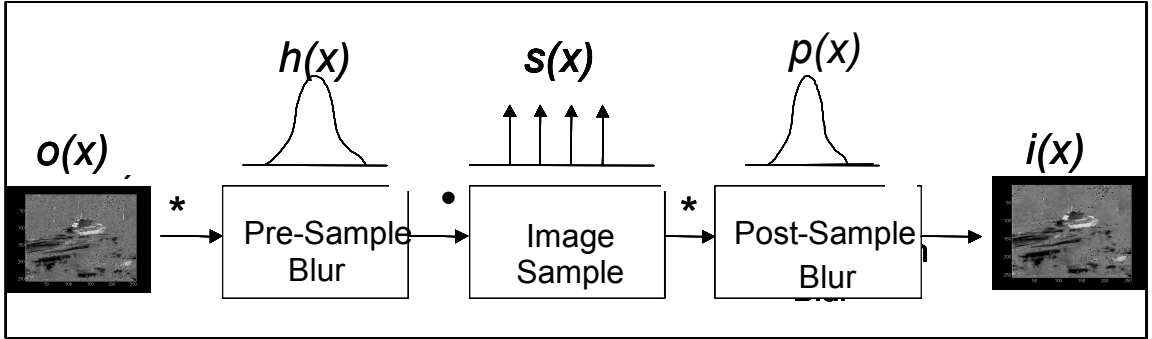 h(x)
s(x)
p(x)
o(x)
i(x)
*
•
*
Pre-Sample
Blur
Image
Sample
Post-Sample
Blur